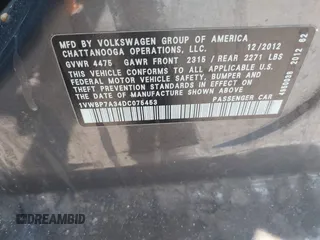 MFD BY VOLKSWAGEN GROUP OF AMERICA
CHATTANOOGA OPERATIONS, LLC. 12/2012
GVWR 4475 GAWR FRONT 2315 / REAR 2271 LBS
THIS VEHICLE CONFORMS TO ALL APPLICABLE
FEDERAL MOTOR VEHICLE SAFETY, BUMPER AND
THEFT PREVENTION STANDARDS IN EFFECT ON
THE DATE OF MANUFACTURE SHOWN ABOVE.
1VWBP7A34DC075453 PASSENGER CAR
2012 02
DREAMBID